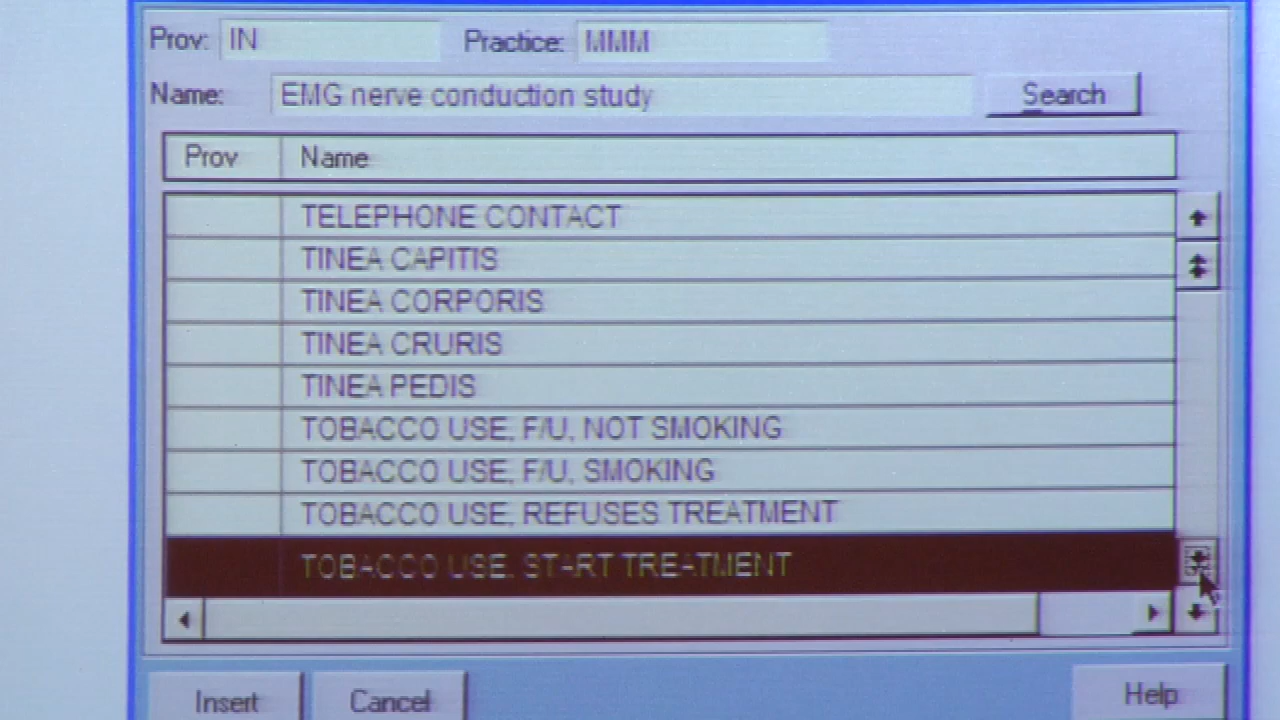 Prov: IN Practice: MMM
Name: EMG nerve conduction study Search
Prov Name
TELEPHONE CONTACT
TINEA CAPITIS
TINEA CORPORIS
TINEA CRURIS
TINEA PEDIS
TOBACCO USE, F/U, NOT SMOKING
TOBACCO USE, F/U, SMOKING
TOBACCO USE, REFUSES TREATMENT
TOBACCO USE, START TREATMENT
Insert Cancel Help